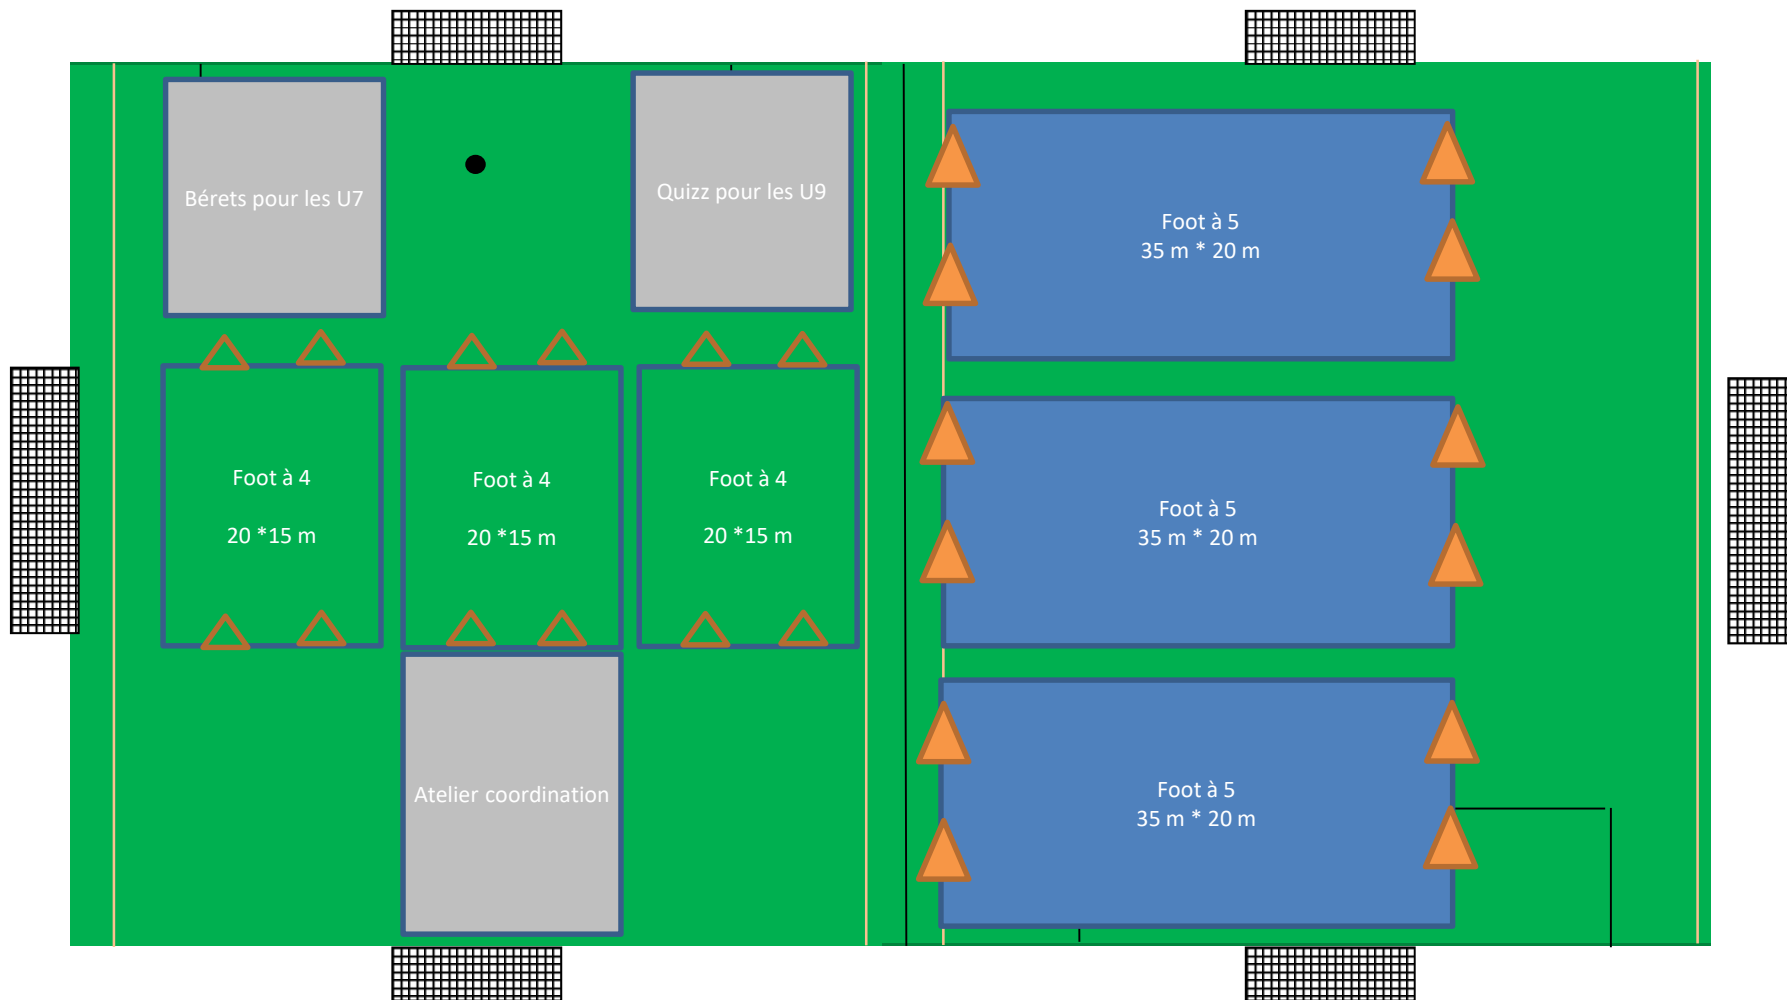 Bérets pour les U7
Quizz pour les U9
Foot à 5
35 m * 20 m
Foot à 4
20 *15 m
Foot à 4
20 *15 m
Foot à 4
20 *15 m
Foot à 5
35 m * 20 m
Atelier coordination
Foot à 5
35 m * 20 m